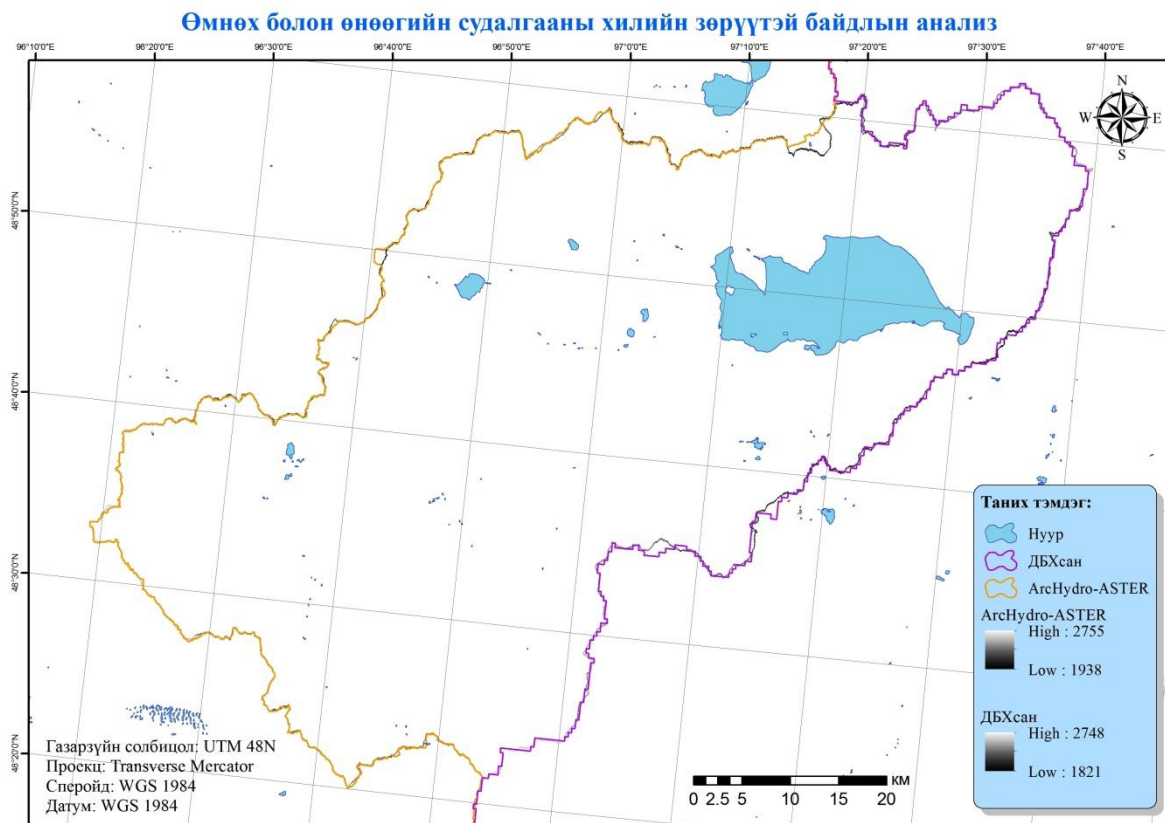 Өмнөх болон өнөөгийн судалгааны хилийн зөрүүтэй байдлын анализ
96°10'0"E 96°20'0"E 96°30'0"E 96°40'0"E 96°50'0"E 97°0'0"E 97°10'0"E 97°20'0"E 97°30'0"E 97°40'0"E
N
W E
S
48°50'0"N
48°40'0"N
48°30'0"N
48°20'0"N
Таних тэмдэг:
Нуур
ДБХсан
ArcHydro-ASTER
ArcHydro-ASTER
High : 2755
Low : 1938
ДБХсан
High : 2748
Low : 1821
Газарзүйн солбицол: UTM 48N
Проекц: Transverse Mercator
Сперойд: WGS 1984
Датум: WGS 1984
КМ
0 2.5 5 10 15 20